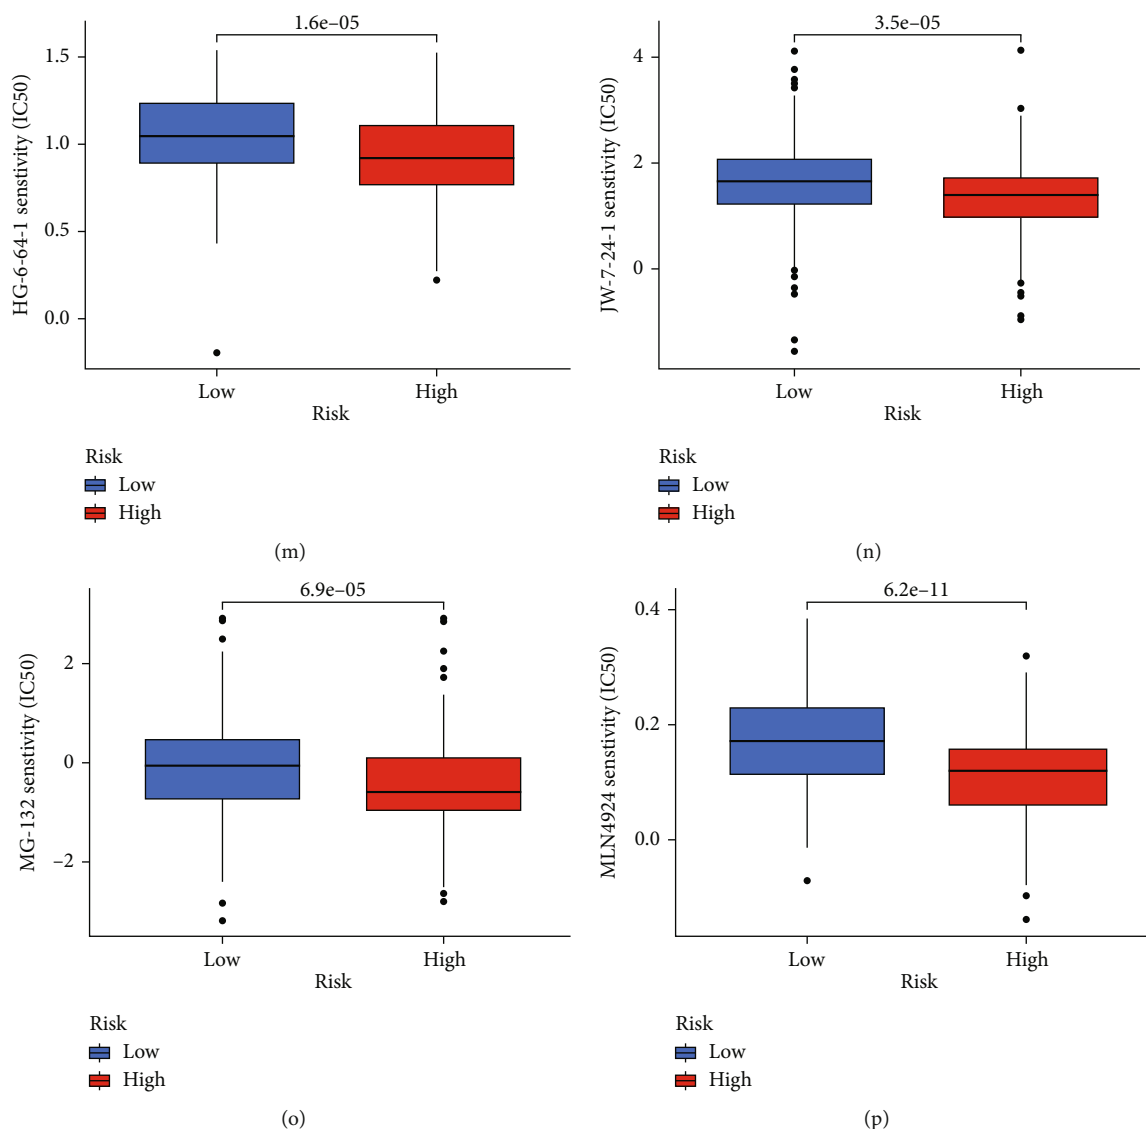 1.6e–05
HG-6-64-1 senstivity (IC50)
1.5
1.0
0.5
0.0
Low
High
Risk
Risk
Low
High
(m)
3.5e–05
JW-7-24-1 senstivity (IC50)
4
2
0
Low
High
Risk
Risk
Low
High
(n)
6.9e–05
MG-132 senstivity (IC50)
2
0
–2
Low
High
Risk
Risk
Low
High
(o)
6.2e–11
MLN4924 senstivity (IC50)
0.4
0.2
0.0
Low
High
Risk
Risk
Low
High
(p)